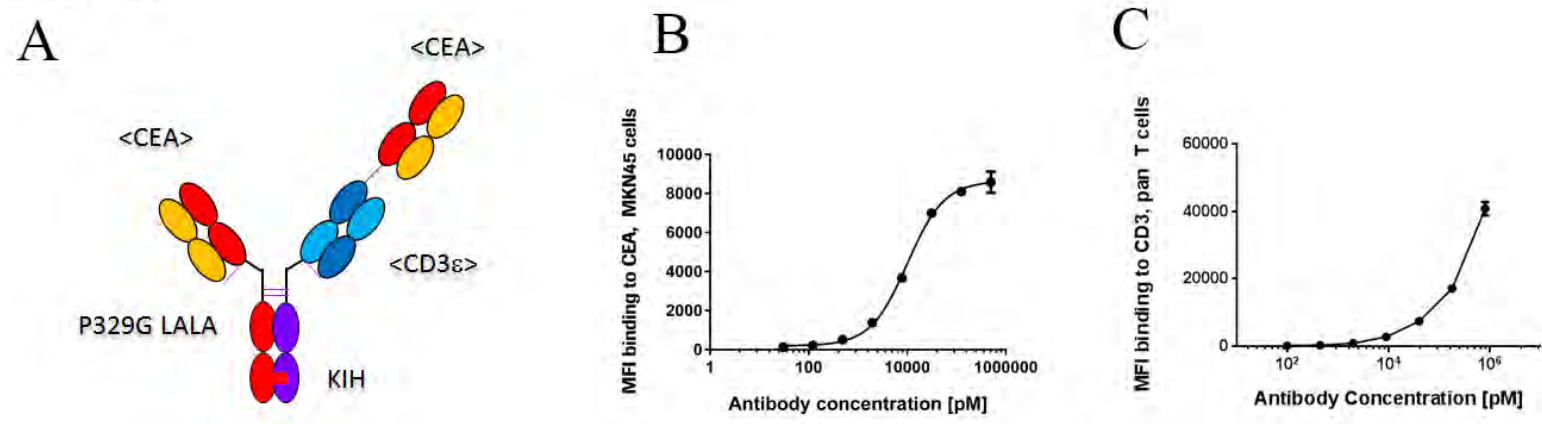 A
<CEA>
<CEA>
<CD3ε>
P329G LALA
KIH
B
MFI binding to CEA, MKN45 cells
10000
8000
6000
4000
2000
0
1
100
10000
1000000
Antibody concentration [pM]
C
MFI binding to CD3, pan T cells
60000
40000
20000
0
10²
10⁴
10⁶
Antibody Concentration [pM]